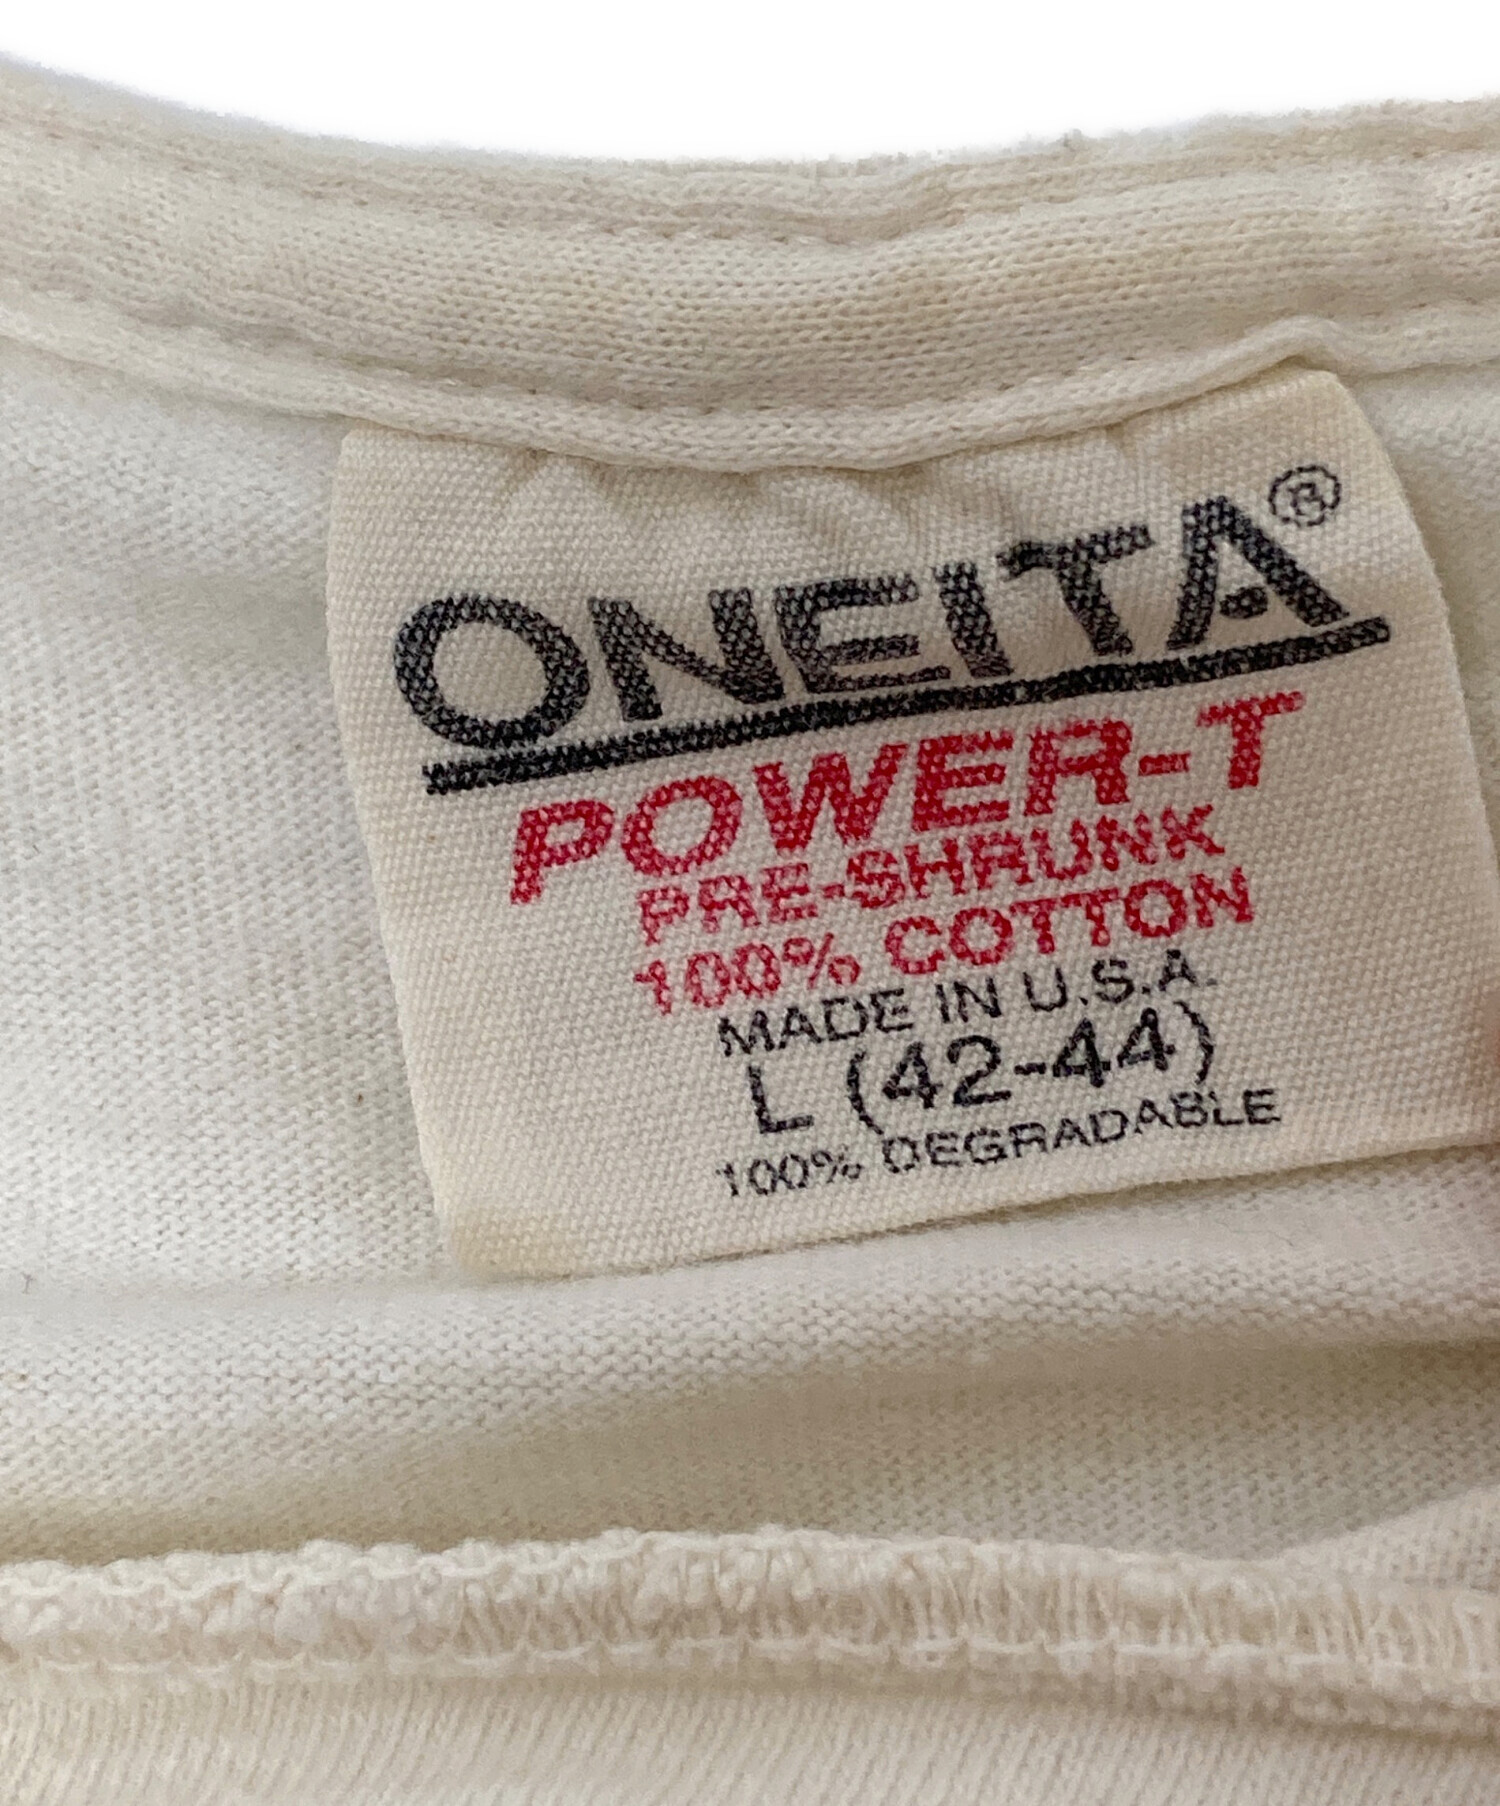 ONEITA®
POWER-T
PRE-SHRUNK
100% COTTON
MADE IN U.S.A.
L (42-44)
100% DEGRADABLE